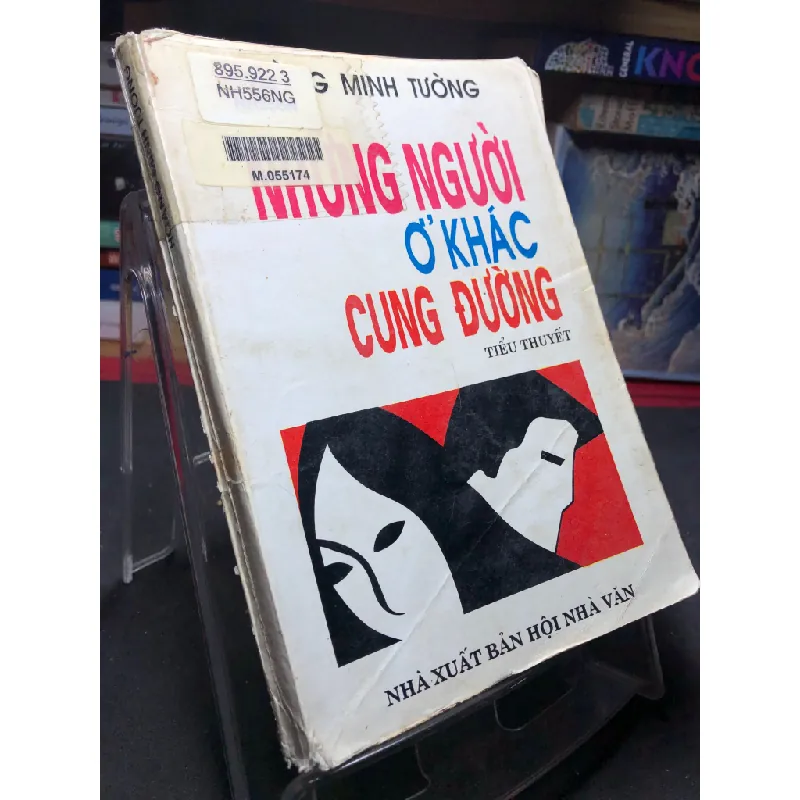 895.922 3
NH556NG
M.055174
MINH TƯỜNG
NHỮNG NGƯỜI
Ở KHÁC
CUNG ĐƯỜNG
TIỂU THUYẾT
NHÀ XUẤT BẢN HỘI NHÀ VĂN
GENERAL
KNO